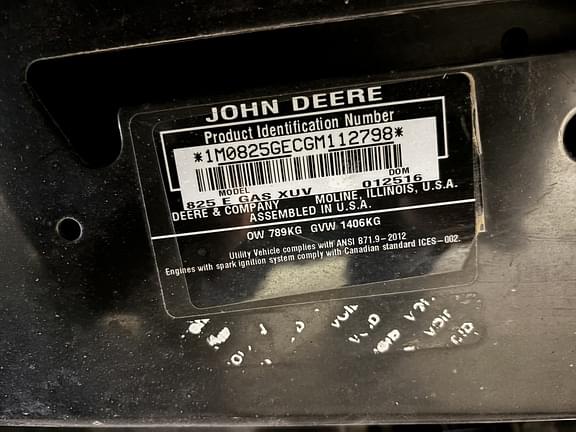 JOHN DEERE
Product Identification Number
*1M0825GECGM112798*
MODEL DOM
825 E GAS XUV 012516
DEERE & COMPANY MOLINE, ILLINOIS, U.S.A.
ASSEMBLED IN U.S.A.
OW 789KG GVW 1406KG
Utility Vehicle complies with ANSI B71.9-2012
Engines with spark ignition system comply with Canadian standard ICES-002.
VOID